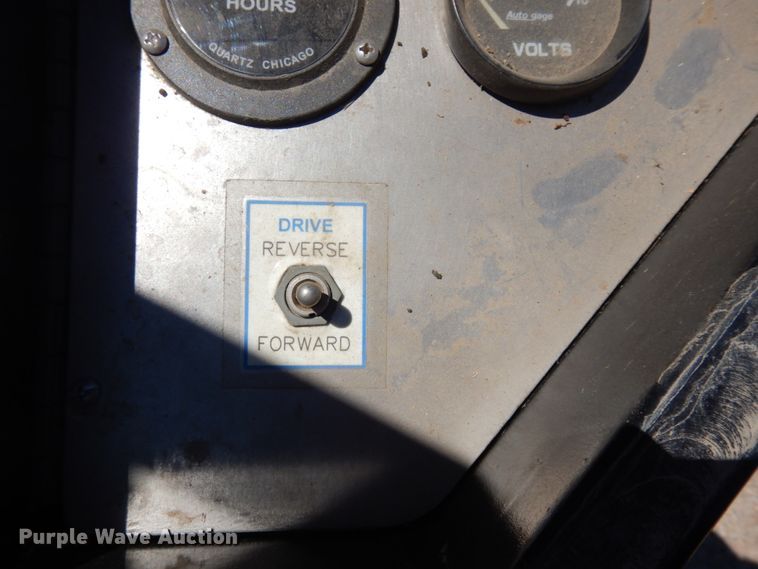 HOURS
QUARTZ CHICAGO
Auto gage
VOLTS
DRIVE
REVERSE
FORWARD
Purple Wave Auction